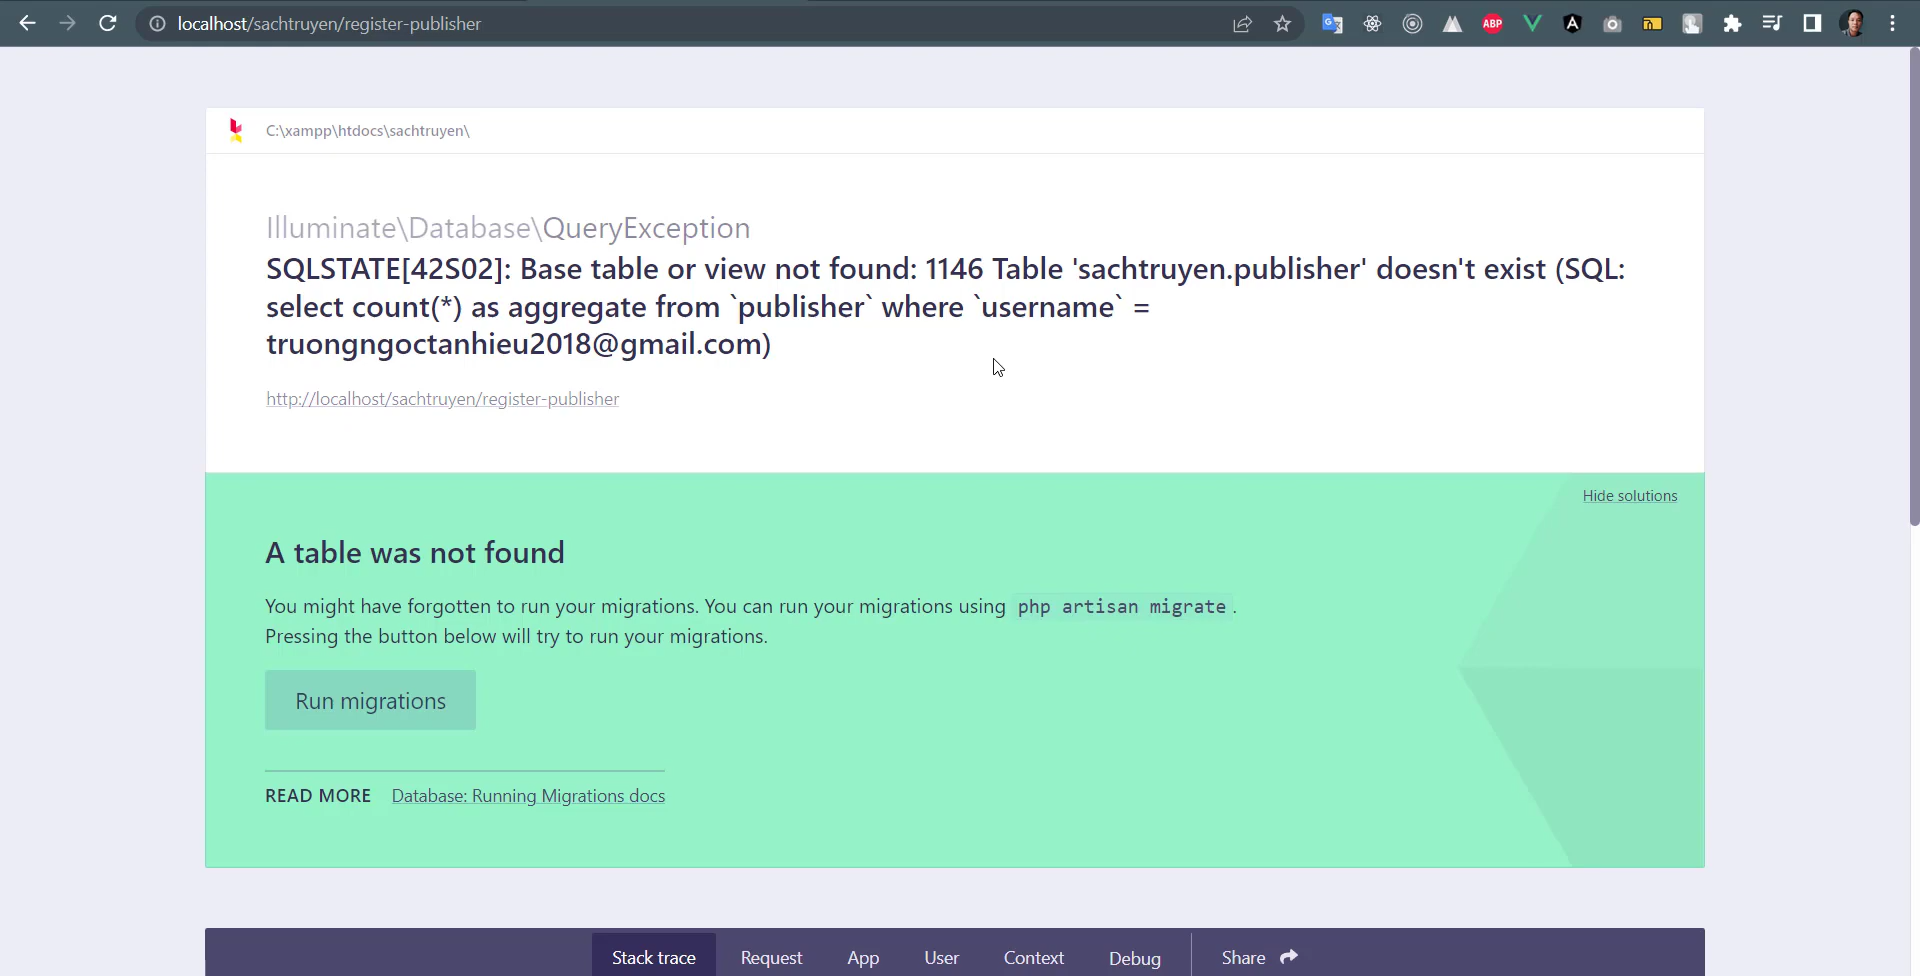 localhost/sachtruyen/register-publisher
ABP
C:\xampp\htdocs\sachtruyen\
Illuminate\Database\QueryException
SQLSTATE[42S02]: Base table or view not found: 1146 Table 'sachtruyen.publisher' doesn't exist (SQL:
select count(*) as aggregate from `publisher` where `username` =
truongngoctanhieu2018@gmail.com)
http://localhost/sachtruyen/register-publisher
Hide solutions
A table was not found
You might have forgotten to run your migrations. You can run your migrations using php artisan migrate.
Pressing the button below will try to run your migrations.
Run migrations
READ MORE Database: Running Migrations docs
Stack trace Request App User Context Debug Share